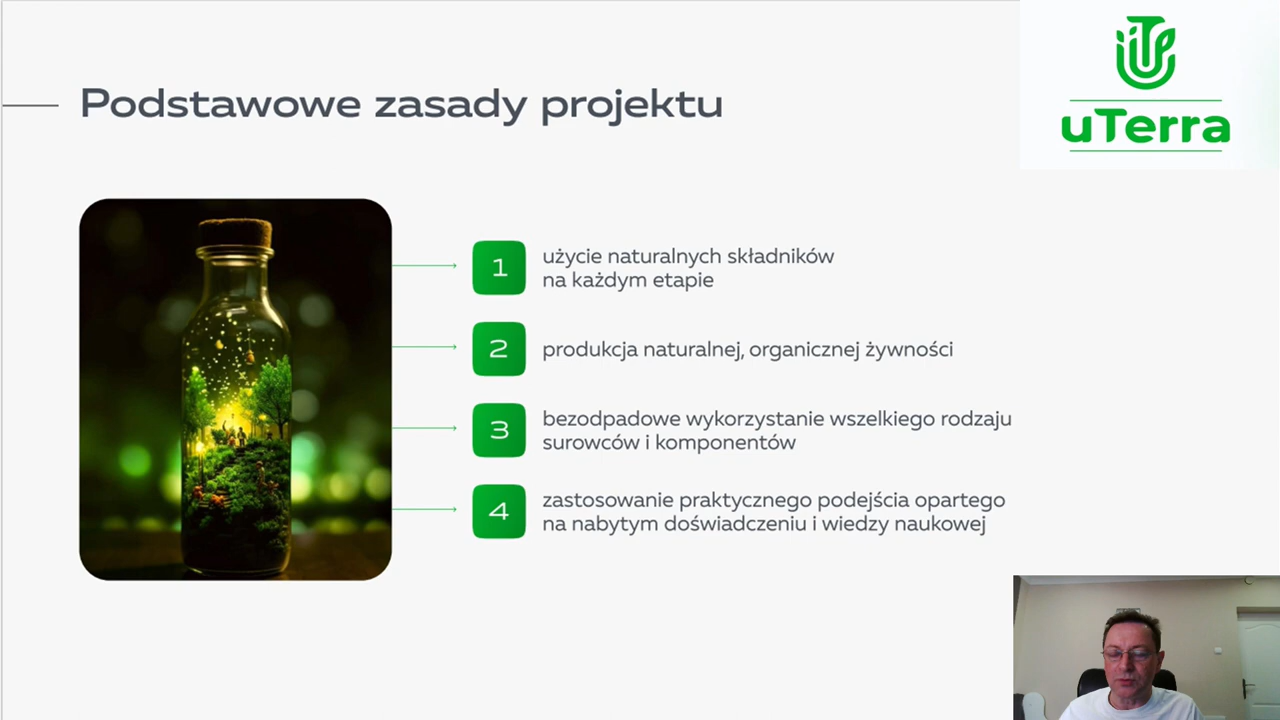 Podstawowe zasady projektu
uTerra
1
użycie naturalnych składników
na każdym etapie
2
produkcja naturalnej, organicznej żywności
3
bezodpadowe wykorzystanie wszelkiego rodzaju
surowców i komponentów
4
zastosowanie praktycznego podejścia opartego
na nabytym doświadczeniu i wiedzy naukowej